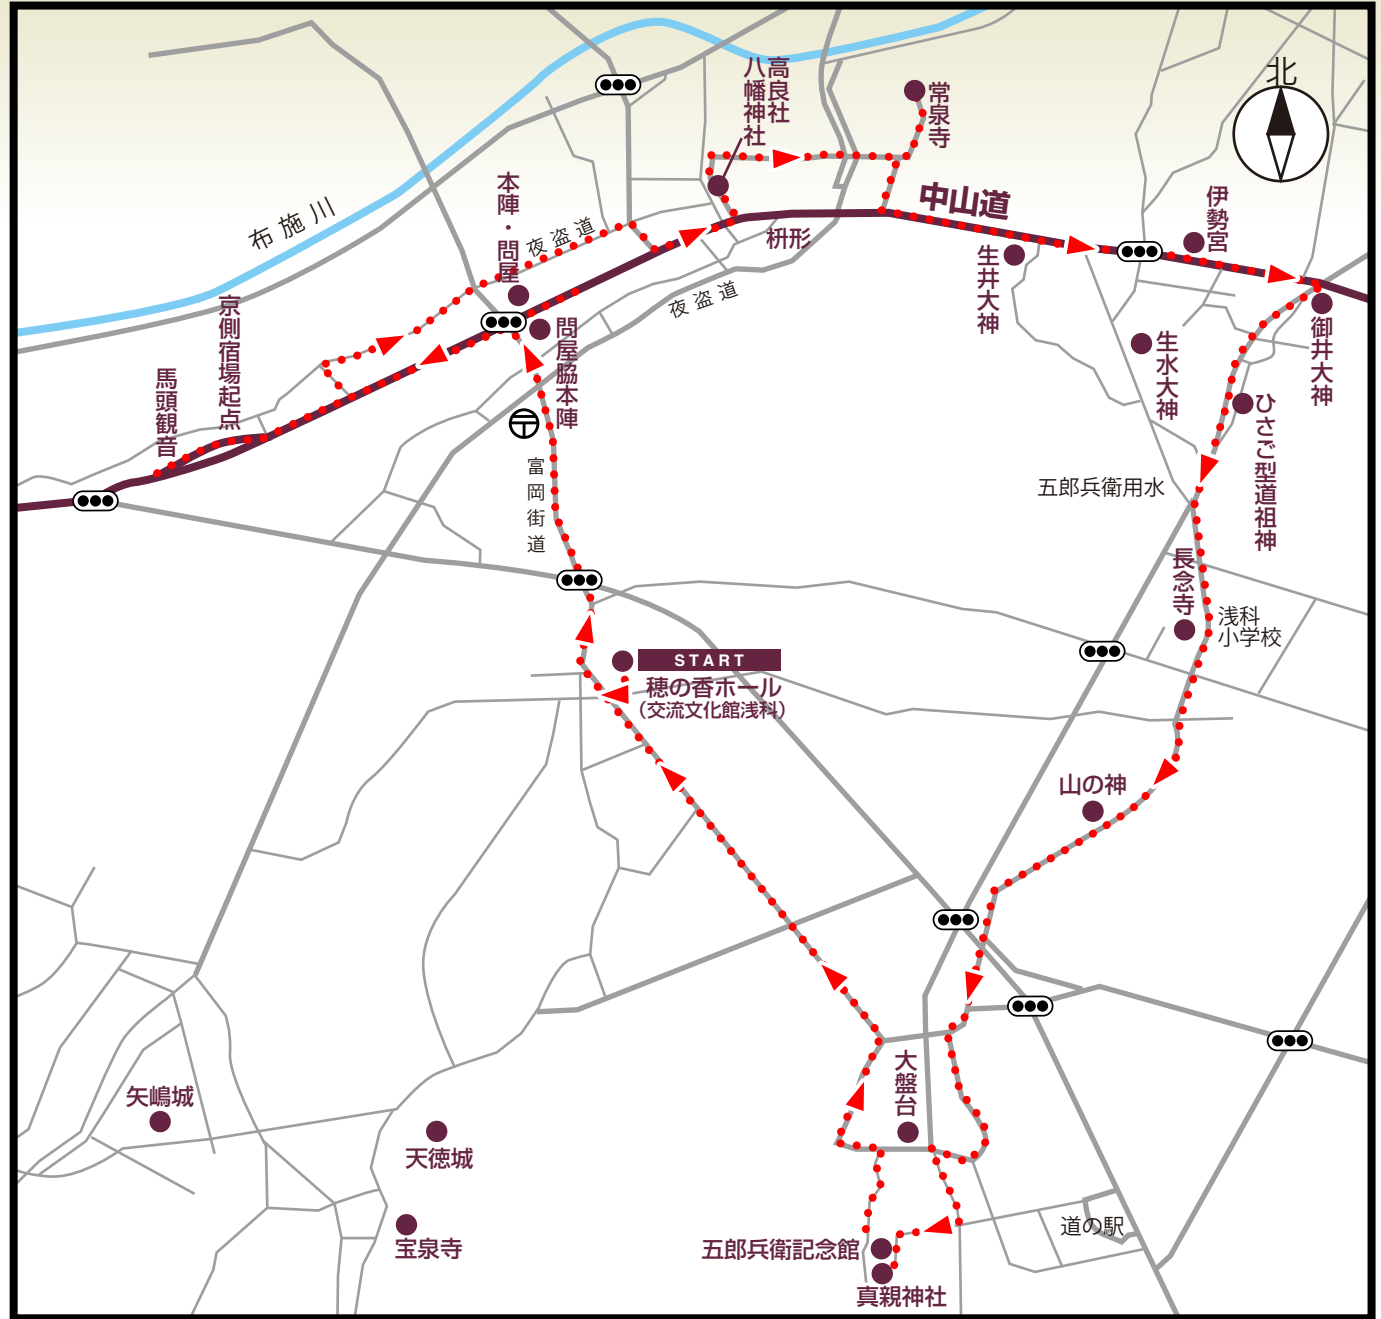 北
高良社
八幡神社
常泉寺
中山道
伊勢宮
本陣・問屋
夜盗道
布施川
枡形
生井大神
夜盗道
京側宿場起点
馬頭観音
問屋脇本陣
生水大神
御井大神
ひさご型道祖神
〒
富岡街道
五郎兵衛用水
長念寺
浅科
小学校
START
穂の香ホール
(交流文化館浅科)
山の神
大盤台
矢嶋城
天徳城
宝泉寺
道の駅
五郎兵衛記念館
真親神社